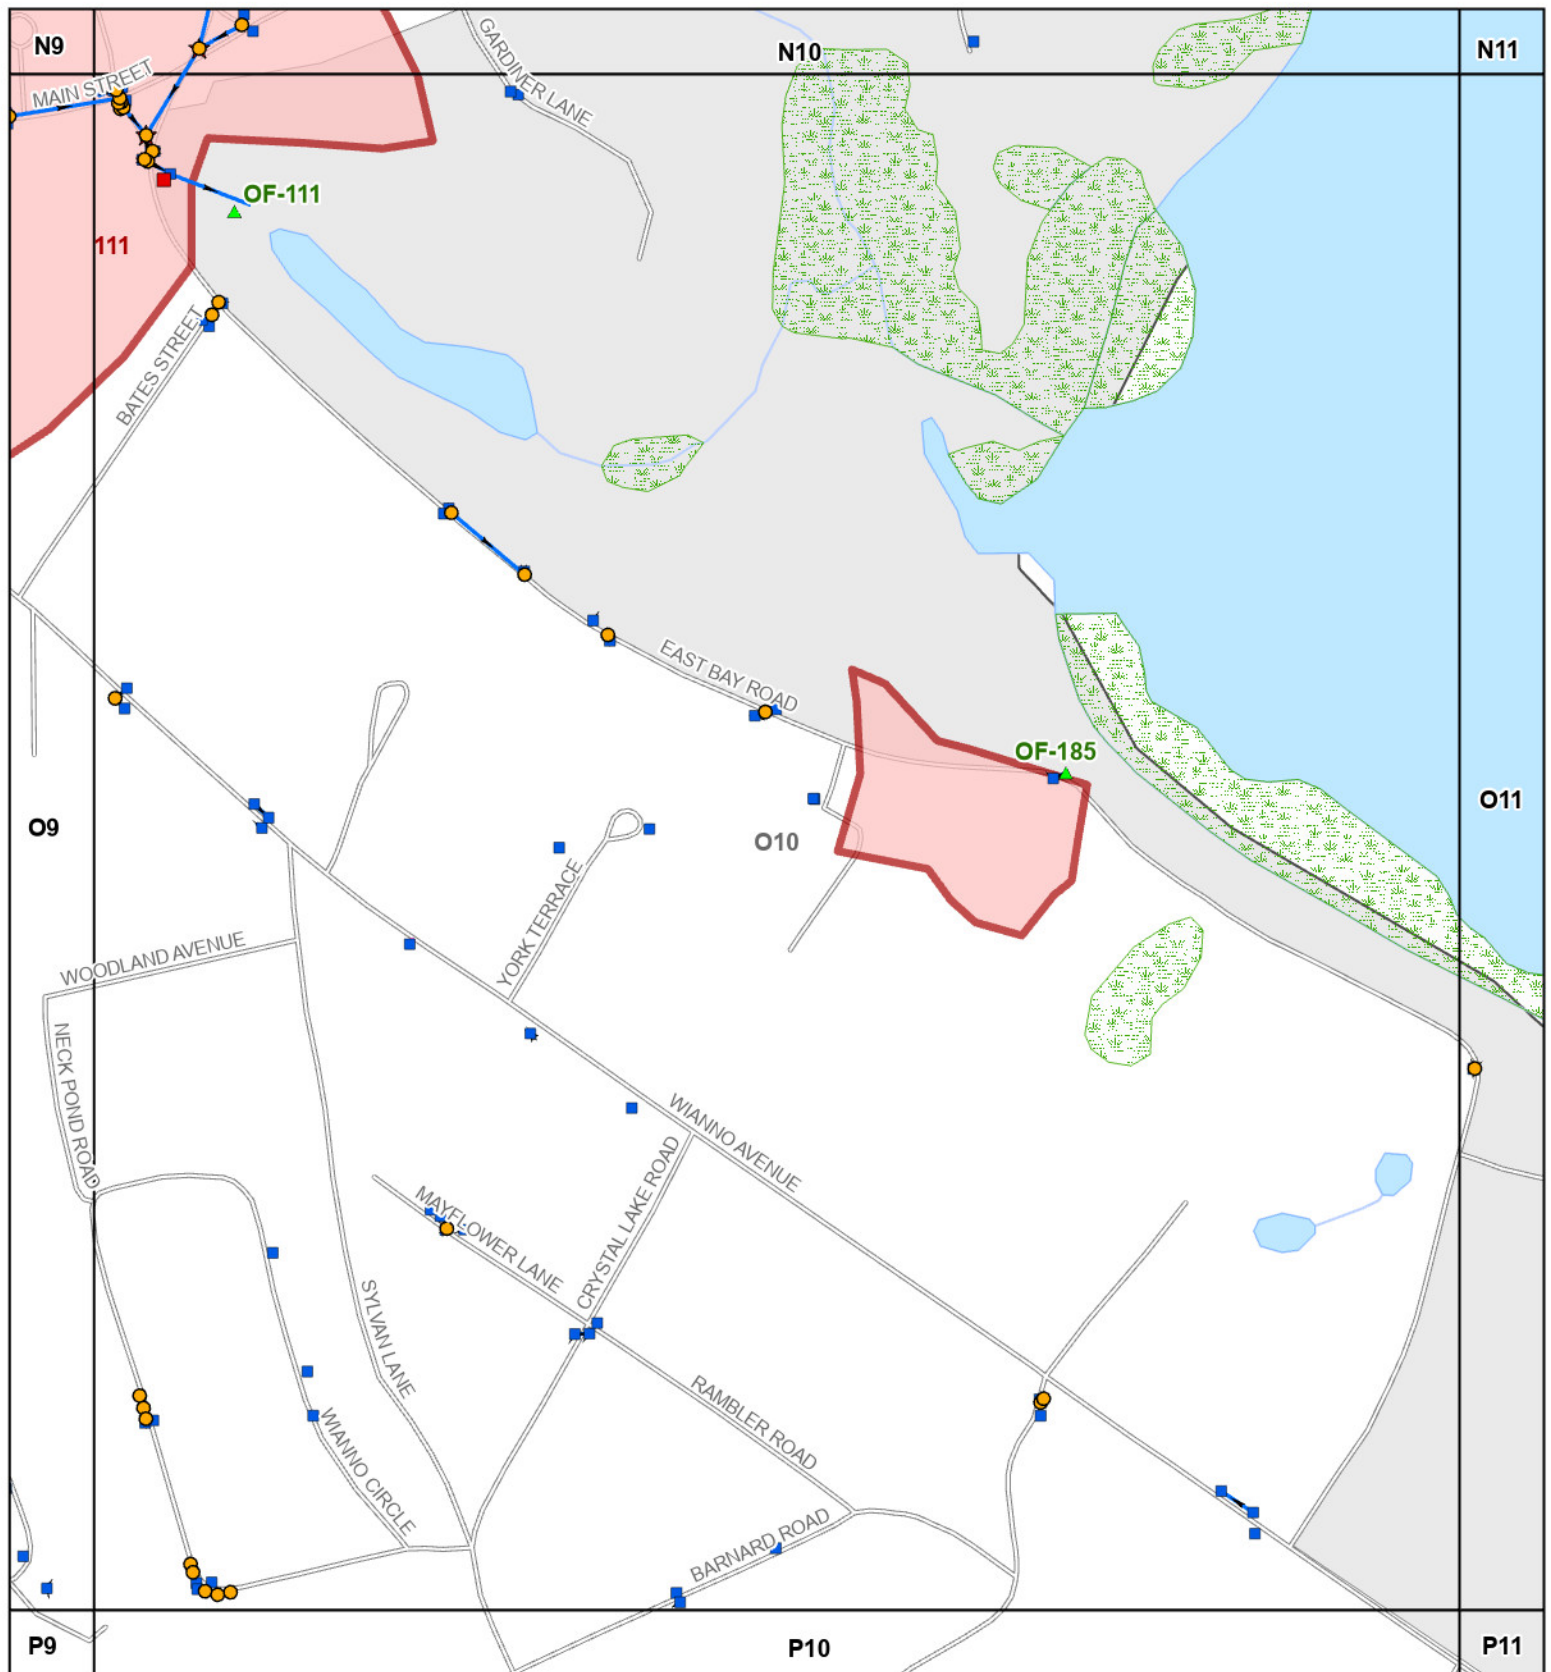 N9
N10
N11
MAIN STREET
GARDINER LANE
OF-111
111
BATES STREET
EAST BAY ROAD
OF-185
O9
O10
O11
YORK TERRACE
WOODLAND AVENUE
NECK POND ROAD
WIANNO AVENUE
MAYFLOWER LANE
CRYSTAL LAKE ROAD
SYLVAN LANE
RAMBLER ROAD
WIANNO CIRCLE
BARNARD ROAD
P9
P10
P11